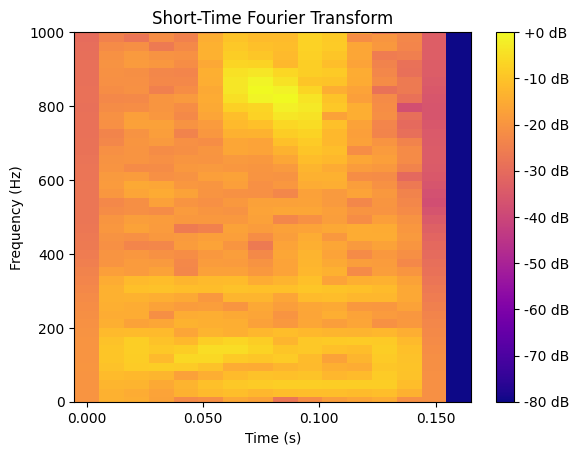 Short-Time Fourier Transform
1000
800
600
400
200
0
Frequency (Hz)
0.000
0.050
0.100
0.150
Time (s)
+0 dB
-10 dB
-20 dB
-30 dB
-40 dB
-50 dB
-60 dB
-70 dB
-80 dB